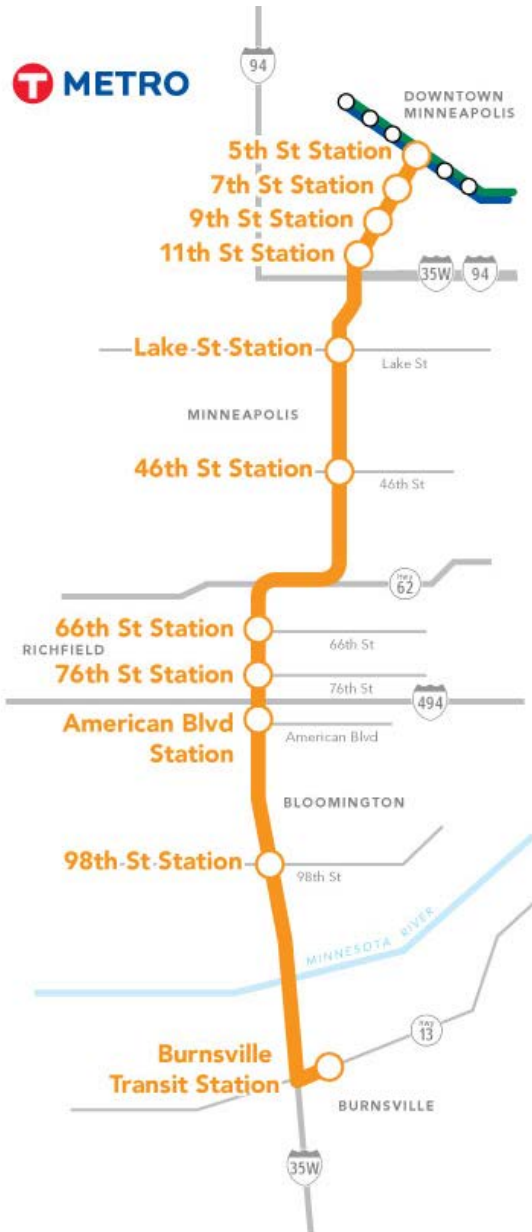 T METRO
94
DOWNTOWN
MINNEAPOLIS
5th St Station
7th St Station
9th St Station
11th St Station
35W
94
Lake St Station
Lake St
MINNEAPOLIS
46th St Station
46th St
Hwy
62
66th St Station
66th St
RICHFIELD
76th St Station
76th St
494
American Blvd
Station
American Blvd
BLOOMINGTON
98th St Station
98th St
MINNESOTA RIVER
Hwy
13
Burnsville
Transit Station
BURNSVILLE
35W